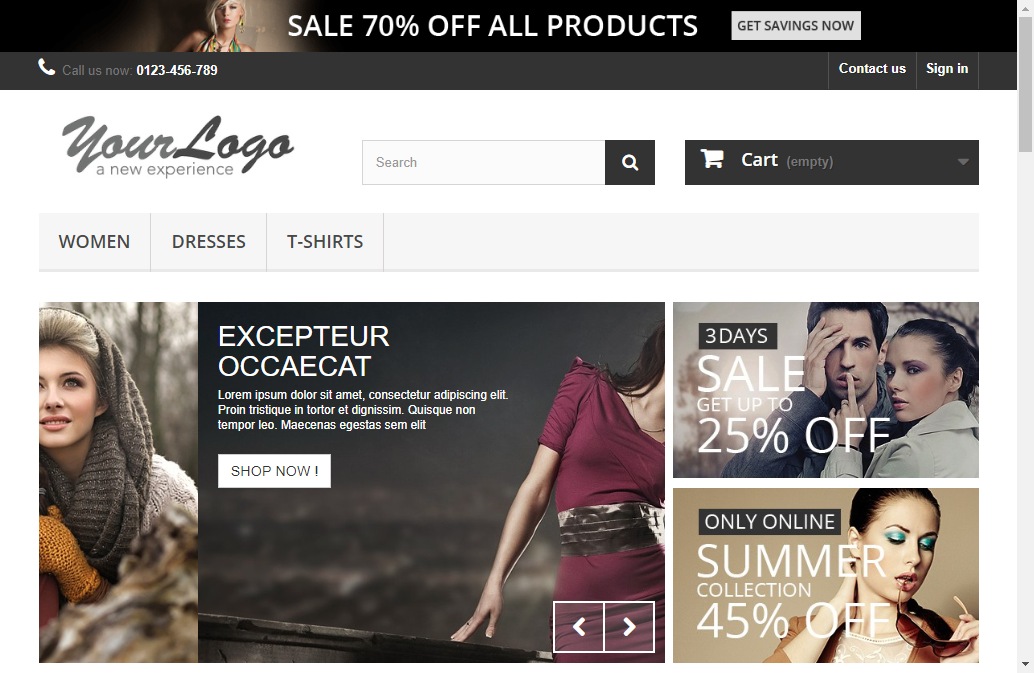 SALE 70% OFF ALL PRODUCTS
GET SAVINGS NOW
Call us now: 0123-456-789
Contact us
Sign in
YourLogo
a new experience
Search
Cart (empty)
WOMEN
DRESSES
T-SHIRTS
EXCEPTEUR
OCCAECAT
Lorem ipsum dolor sit amet, consectetur adipiscing elit.
Proin tristique in tortor et dignissim. Quisque non
tempor leo. Maecenas egestas sem elit
SHOP NOW !
3 DAYS
SALE
GET UP TO
25% OFF
ONLY ONLINE
SUMMER
COLLECTION
45% OFF